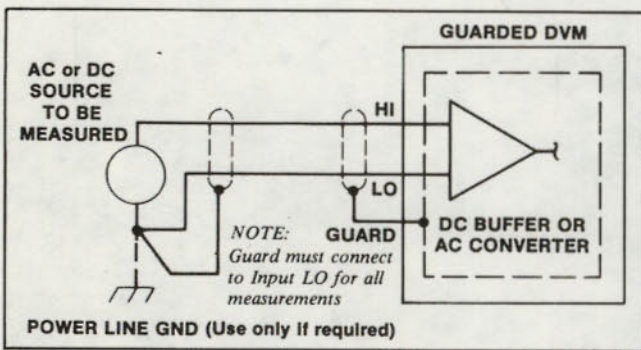 GUARDED DVM
AC or DC
SOURCE
TO BE
MEASURED
HI
LO
NOTE:
Guard must connect
to Input LO for all
measurements
GUARD
DC BUFFER OR
AC CONVERTER
POWER LINE GND (Use only if required)